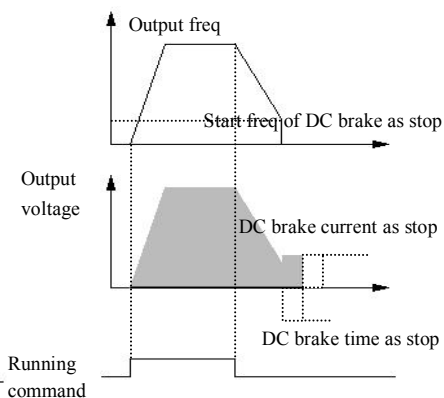 Output freq
Start freq of DC brake as stop
Output
voltage
DC brake current as stop
DC brake time as stop
Running
command